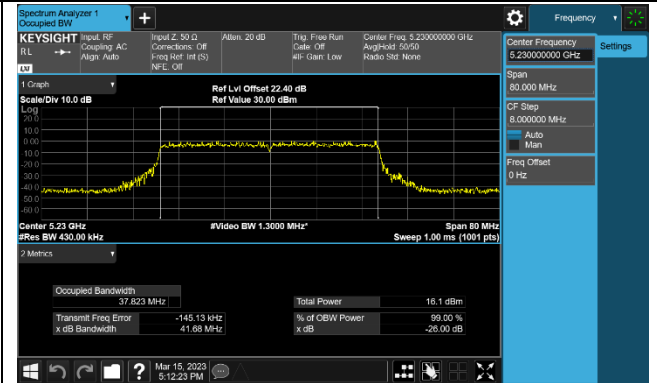 Spectrum Analyzer 1
Occupied BW
+
Frequency
KEYSIGHT
RL
LXI
Input: RF
Coupling: AC
Align: Auto
Input Z: 50 Ω
Corrections: Off
Freq Ref: Int (S)
NFE: Off
Atten: 20 dB
Trig: Free Run
Gate: Off
#IF Gain: Low
Center Freq: 5.230000000 GHz
Avg|Hold: 50/50
Radio Std: None
Center Frequency
5.230000000 GHz
Settings
Span
80.000 MHz
CF Step
8.000000 MHz
Auto
Man
Freq Offset
0 Hz
1 Graph
Scale/Div 10.0 dB
Ref Lvl Offset 22.40 dB
Ref Value 30.00 dBm
Log
20.0
10.0
0.00
-10.0
-20.0
-30.0
-40.0
-50.0
-60.0
Center 5.23 GHz
#Res BW 430.00 kHz
#Video BW 1.3000 MHz*
Span 80 MHz
Sweep 1.00 ms (1001 pts)
2 Metrics
Occupied Bandwidth
37.823 MHz
Total Power 16.1 dBm
Transmit Freq Error -145.13 kHz
% of OBW Power 99.00 %
x dB Bandwidth 41.68 MHz
x dB -26.00 dB
?
Mar 15, 2023
5:12:23 PM